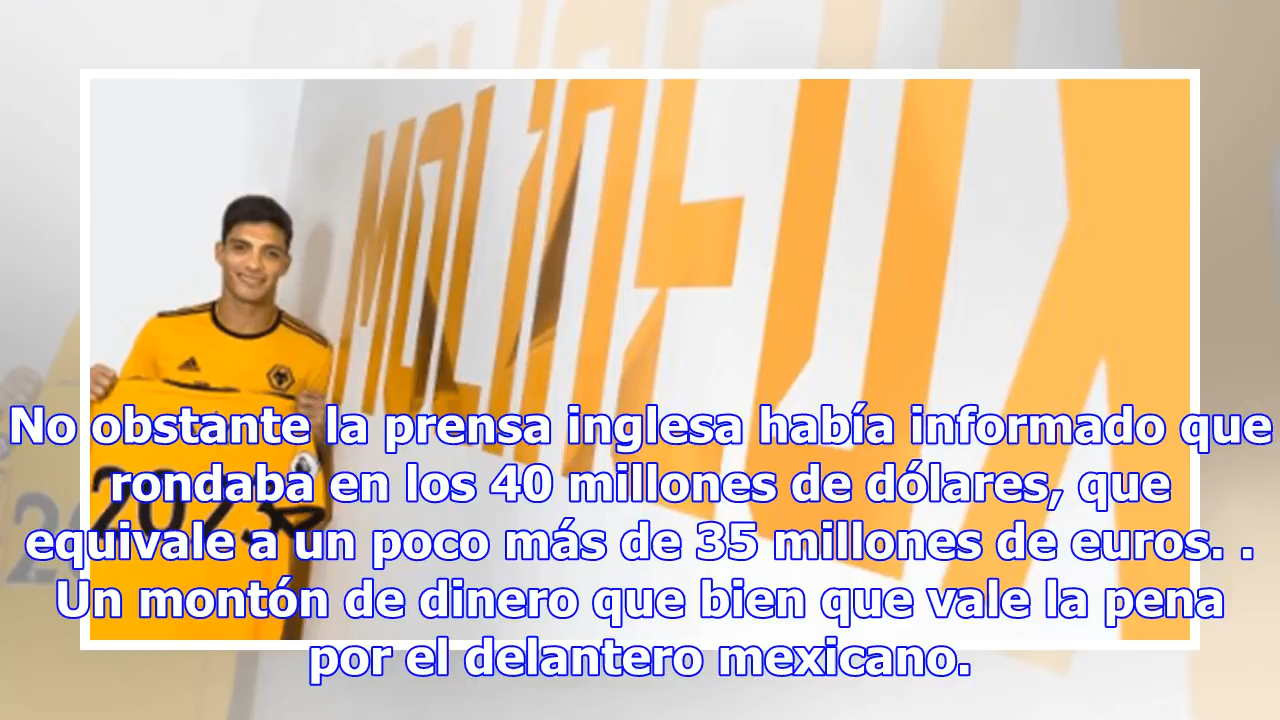 MOLINEUX
No obstante la prensa inglesa había informado que
rondaba en los 40 millones de dólares, que
equivale a un poco más de 35 millones de euros. .
Un montón de dinero que bien que vale la pena
por el delantero mexicano.